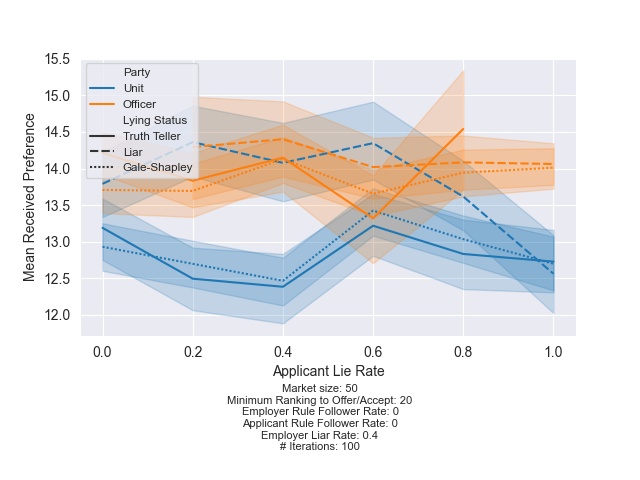 15.5
15.0
14.5
14.0
13.5
13.0
12.5
12.0
Mean Received Preference
Party
Unit
Officer
Lying Status
Truth Teller
Liar
Gale-Shapley
0.0 0.2 0.4 0.6 0.8 1.0
Applicant Lie Rate
Market size: 50
Minimum Ranking to Offer/Accept: 20
Employer Rule Follower Rate: 0
Applicant Rule Follower Rate: 0
Employer Liar Rate: 0.4
# Iterations: 100